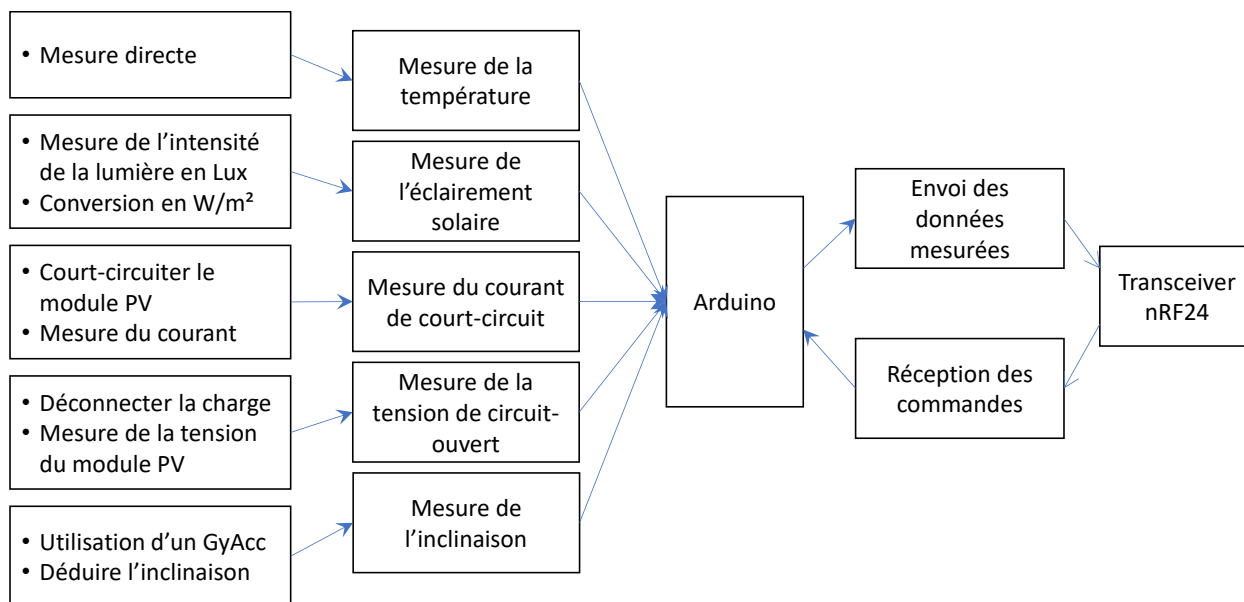 • Mesure directe
• Mesure de l’intensité
de la lumière en Lux
• Conversion en W/m²
• Court-circuiter le
module PV
• Mesure du courant
• Déconnecter la charge
• Mesure de la tension
du module PV
• Utilisation d’un GyAcc
• Déduire l’inclinaison
Mesure de la
température
Mesure de
l’éclairement
solaire
Mesure du courant
de court-circuit
Mesure de la
tension de circuit-
ouvert
Mesure de
l’inclinaison
Arduino
Envoi des
données
mesurées
Réception des
commandes
Transceiver
nRF24